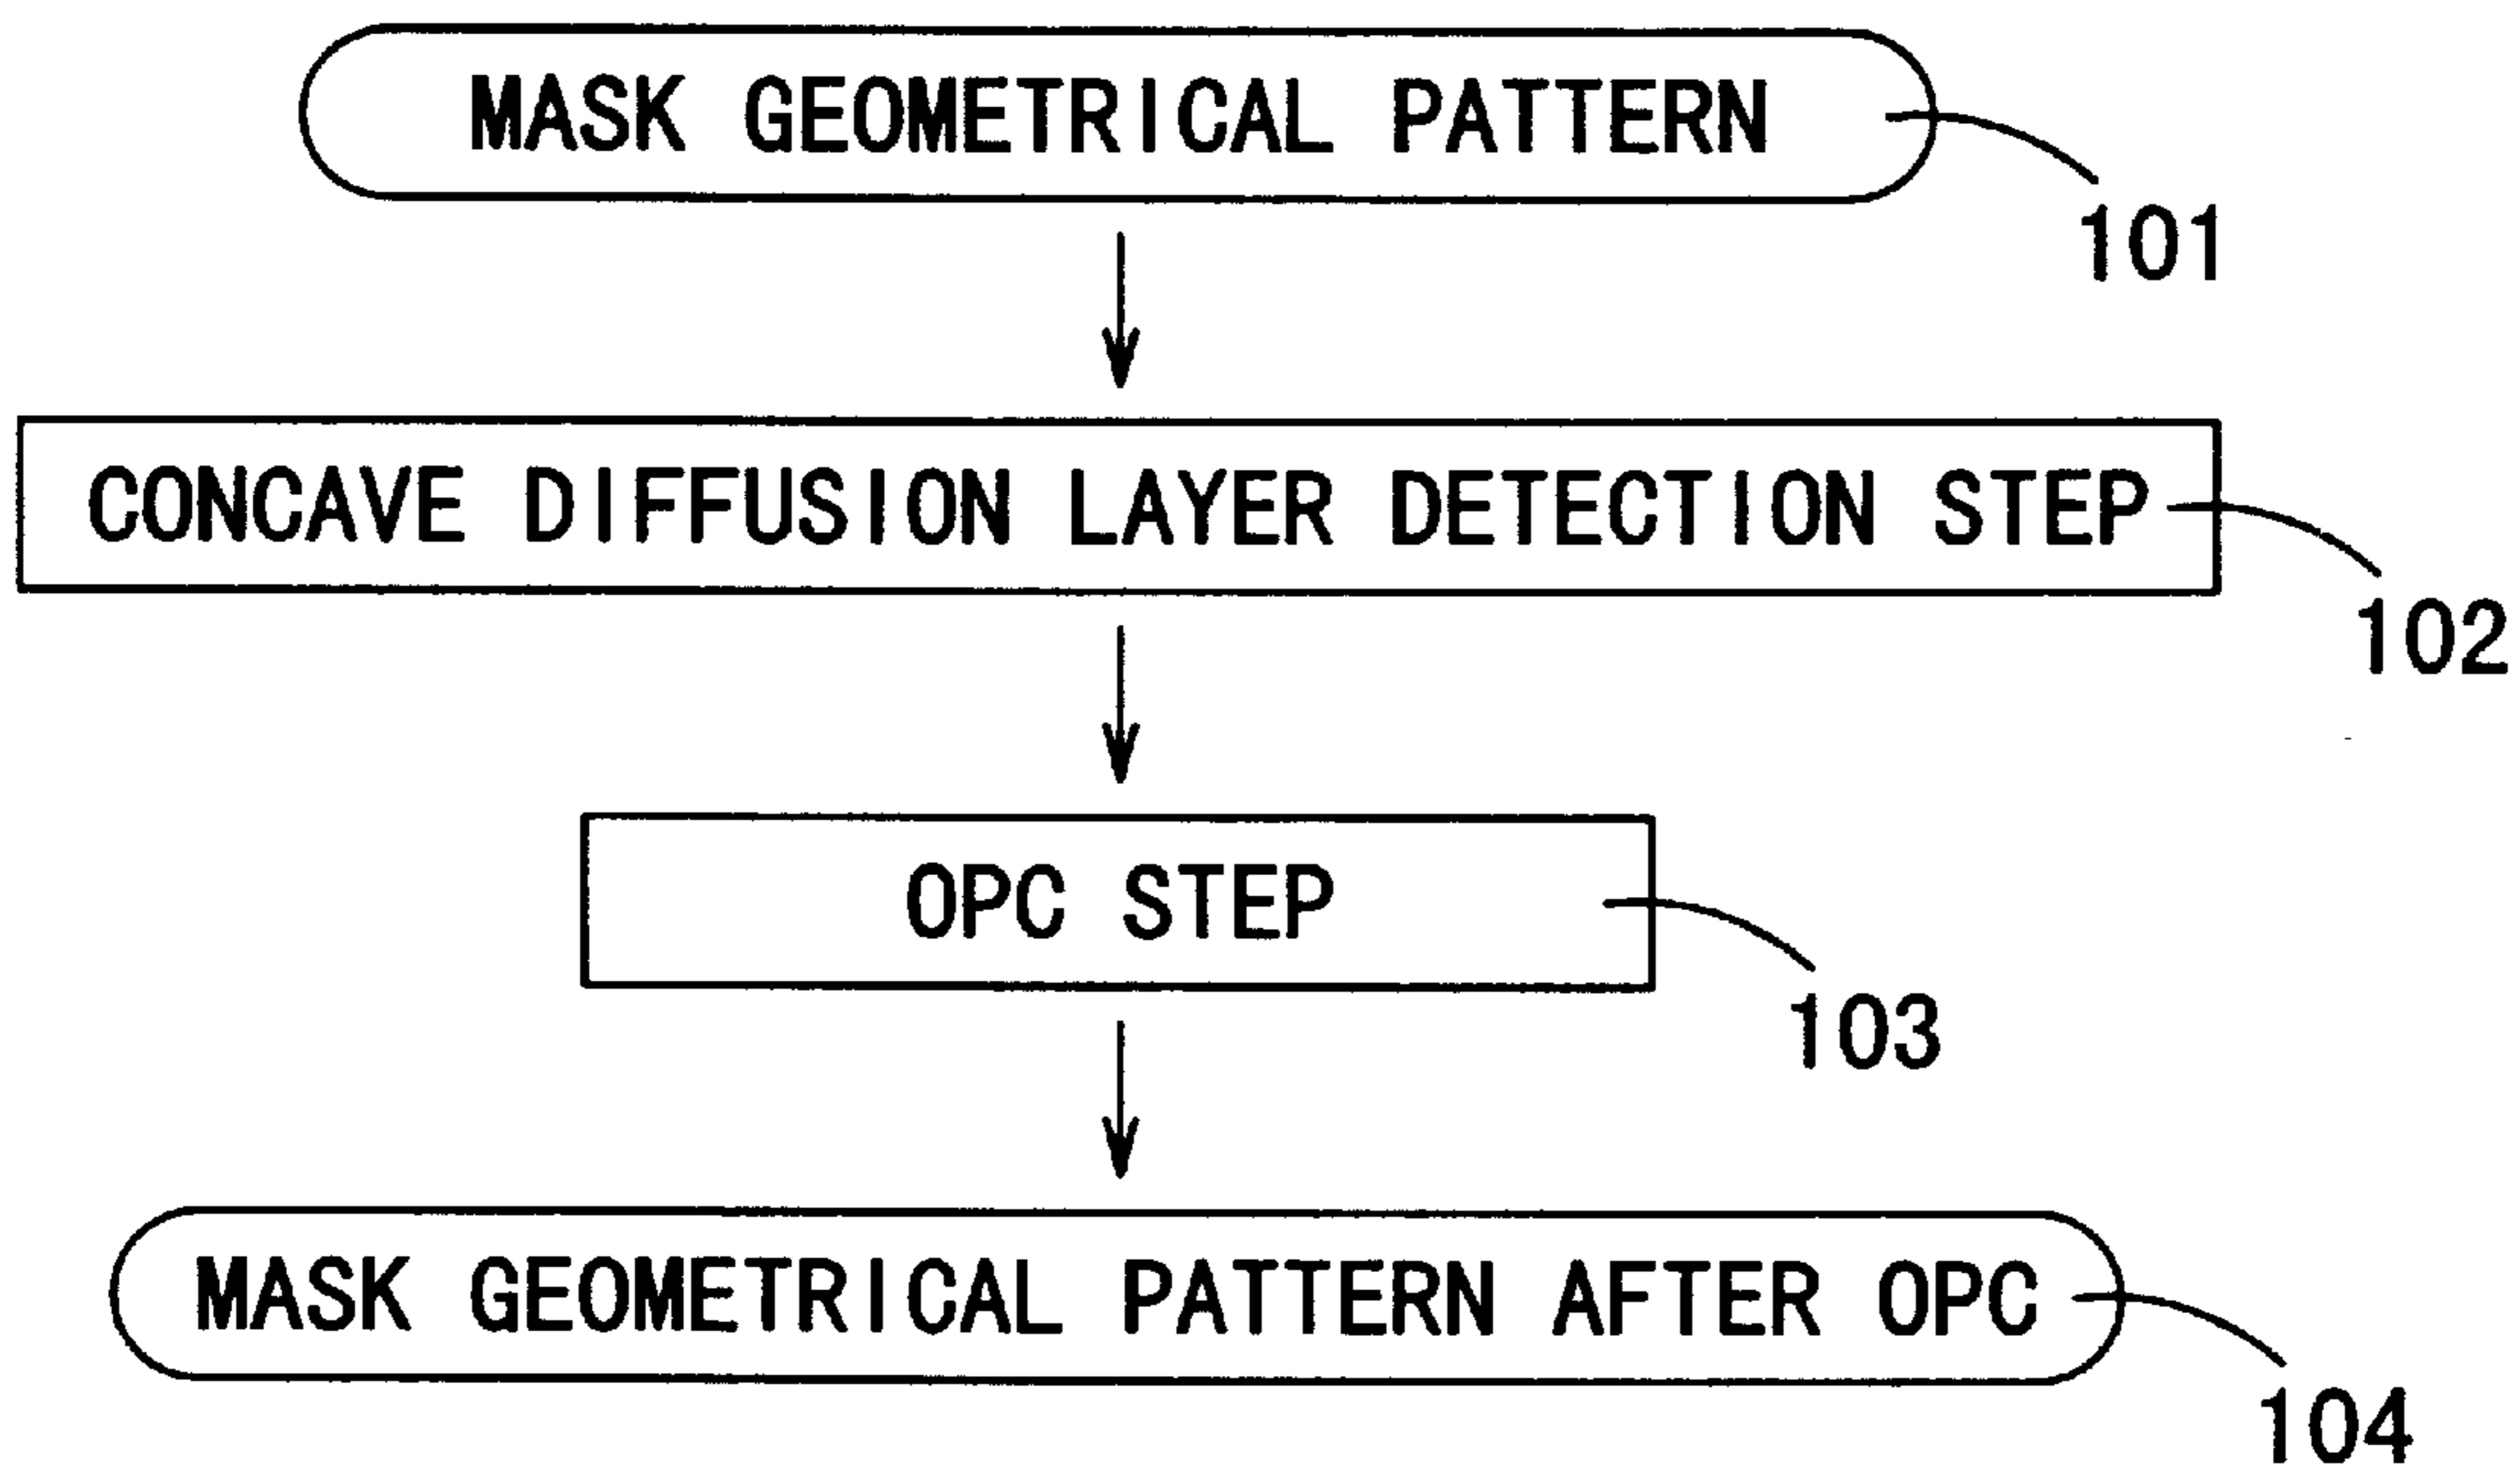 MASK GEOMETRICAL PATTERN
101
CONCAVE DIFFUSION LAYER DETECTION STEP
102
OPC STEP
103
MASK GEOMETRICAL PATTERN AFTER OPC
104